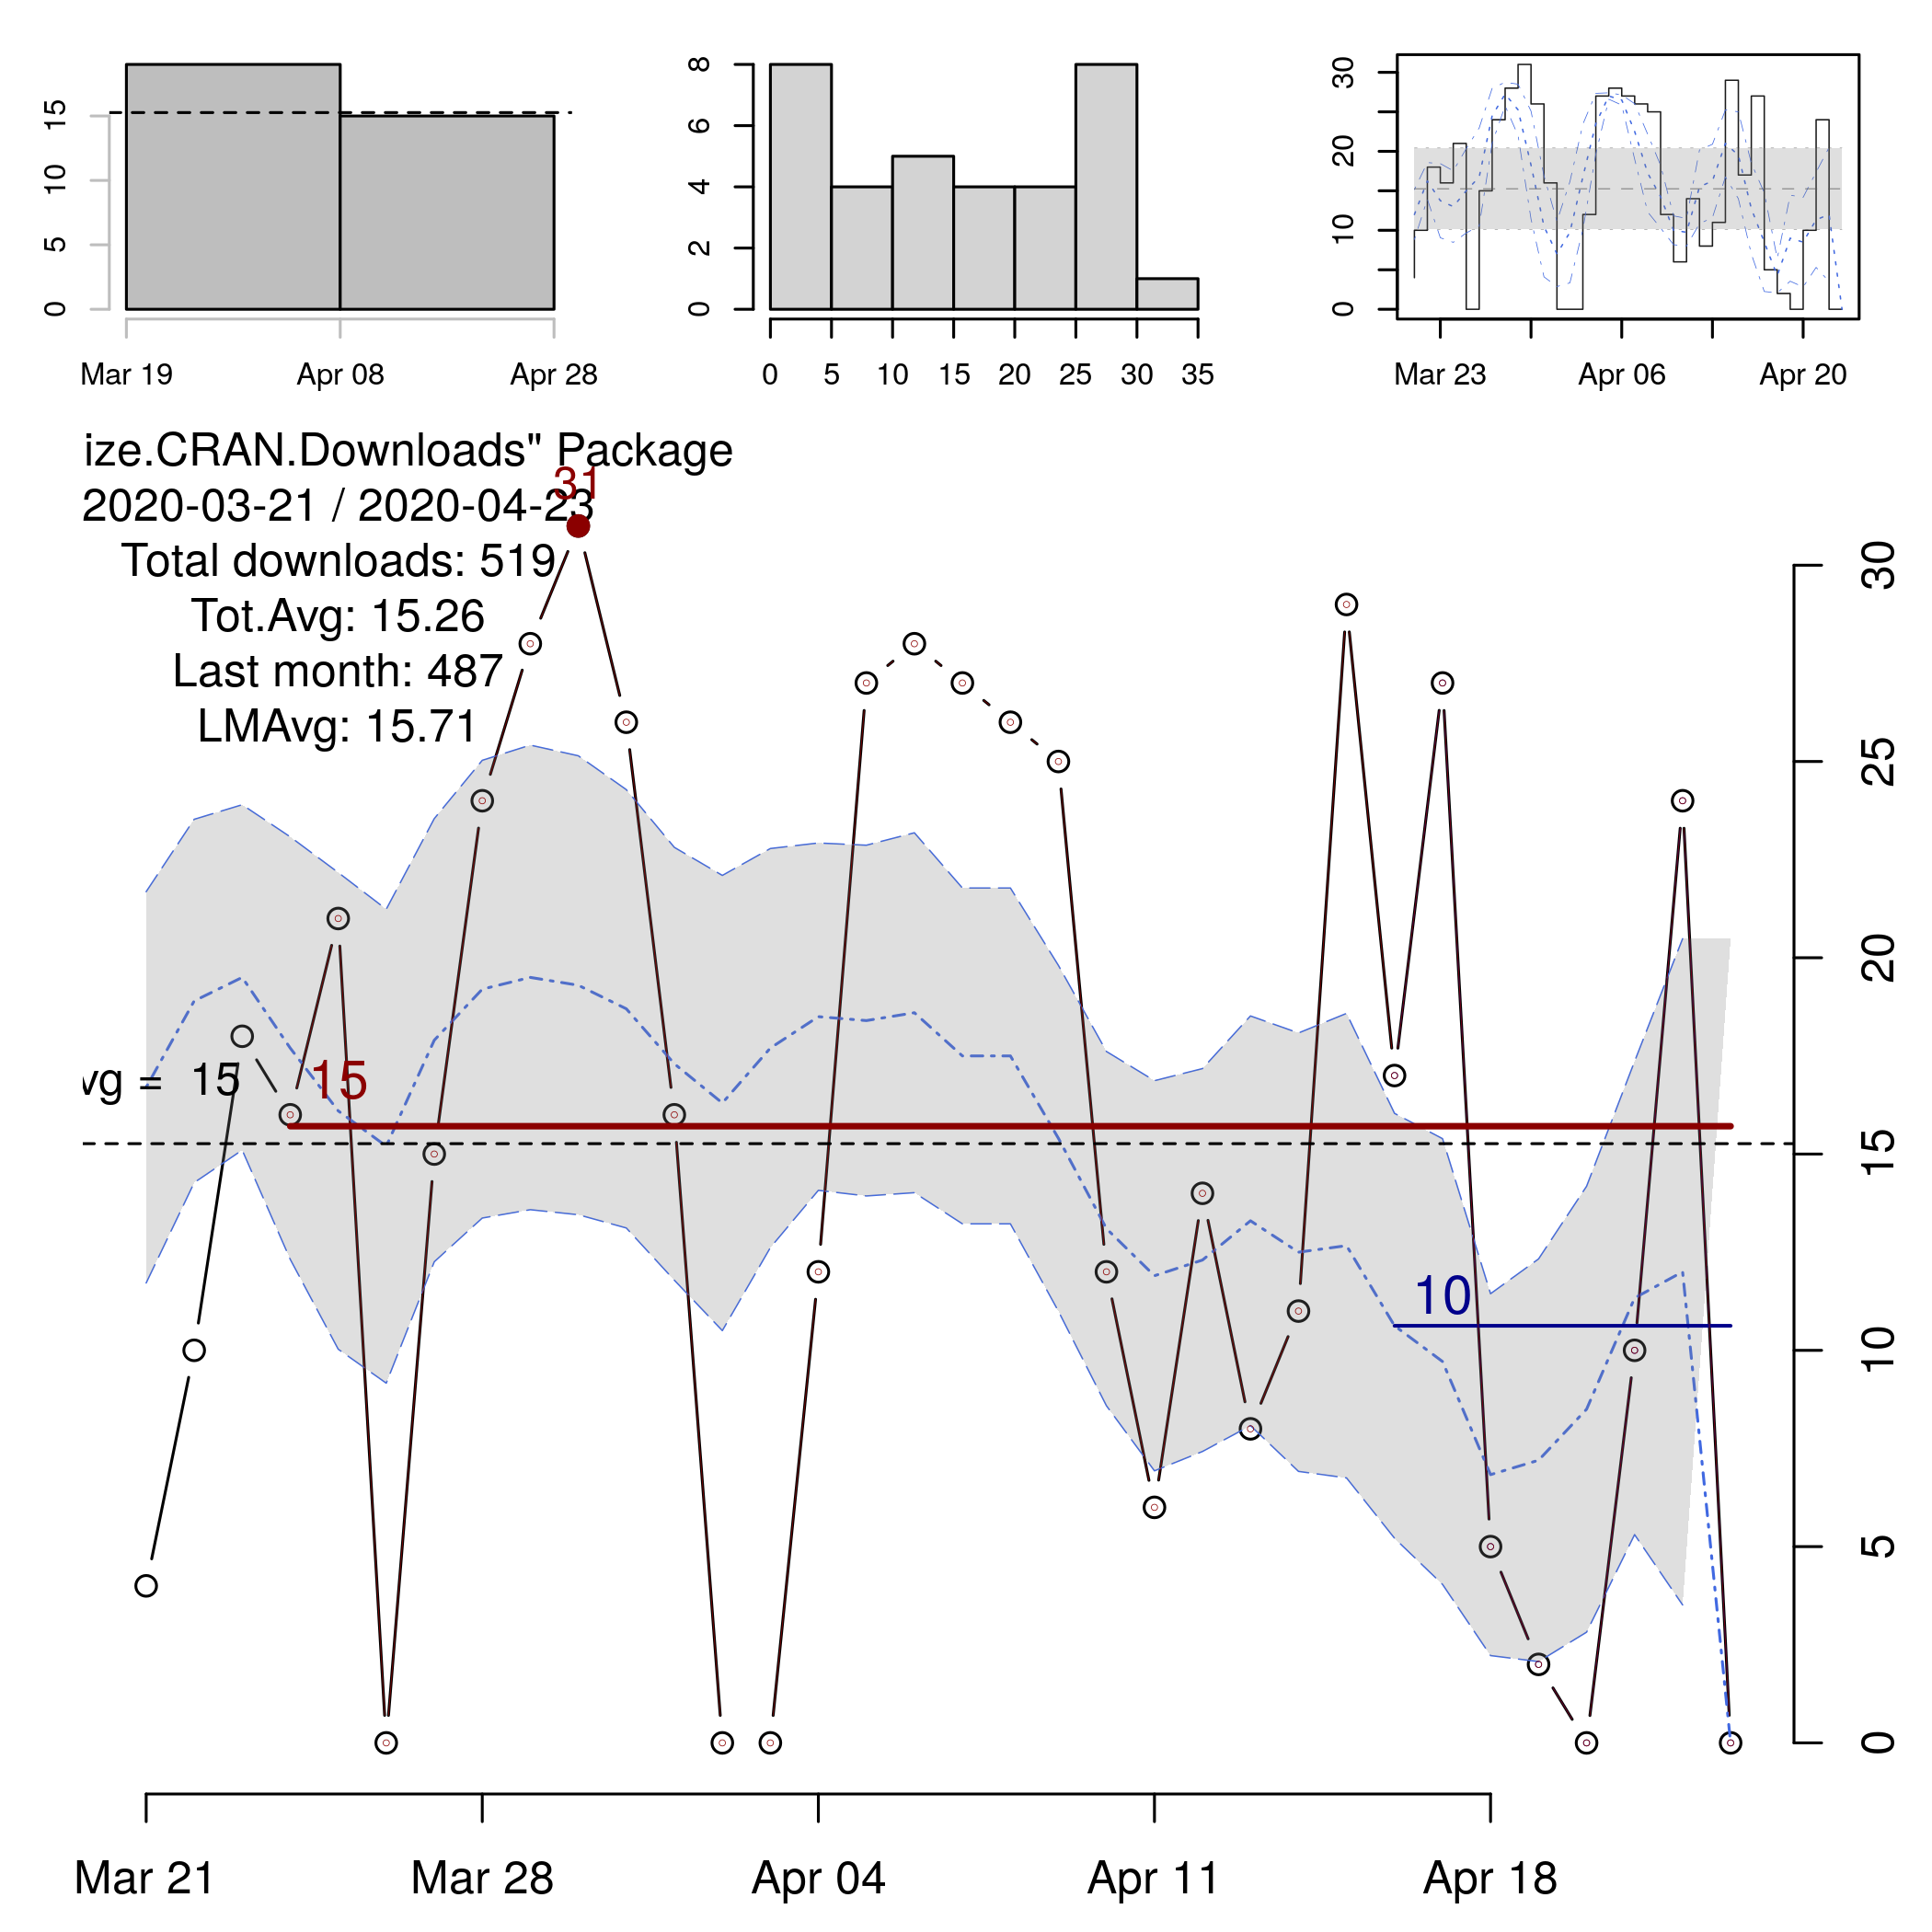 15
10
5
0
Mar 19 Apr 08 Apr 28
8
6
4
2
0
0 5 10 15 20 25 30 35
30
20
10
0
Mar 23 Apr 06 Apr 20
ize.CRAN.Downloads" Package
31
2020-03-21 / 2020-04-23
Total downloads: 519
Tot.Avg: 15.26
Last month: 487
LMAvg: 15.71
vg = 15
15
10
30
25
20
15
10
5
0
Mar 21 Mar 28 Apr 04 Apr 11 Apr 18